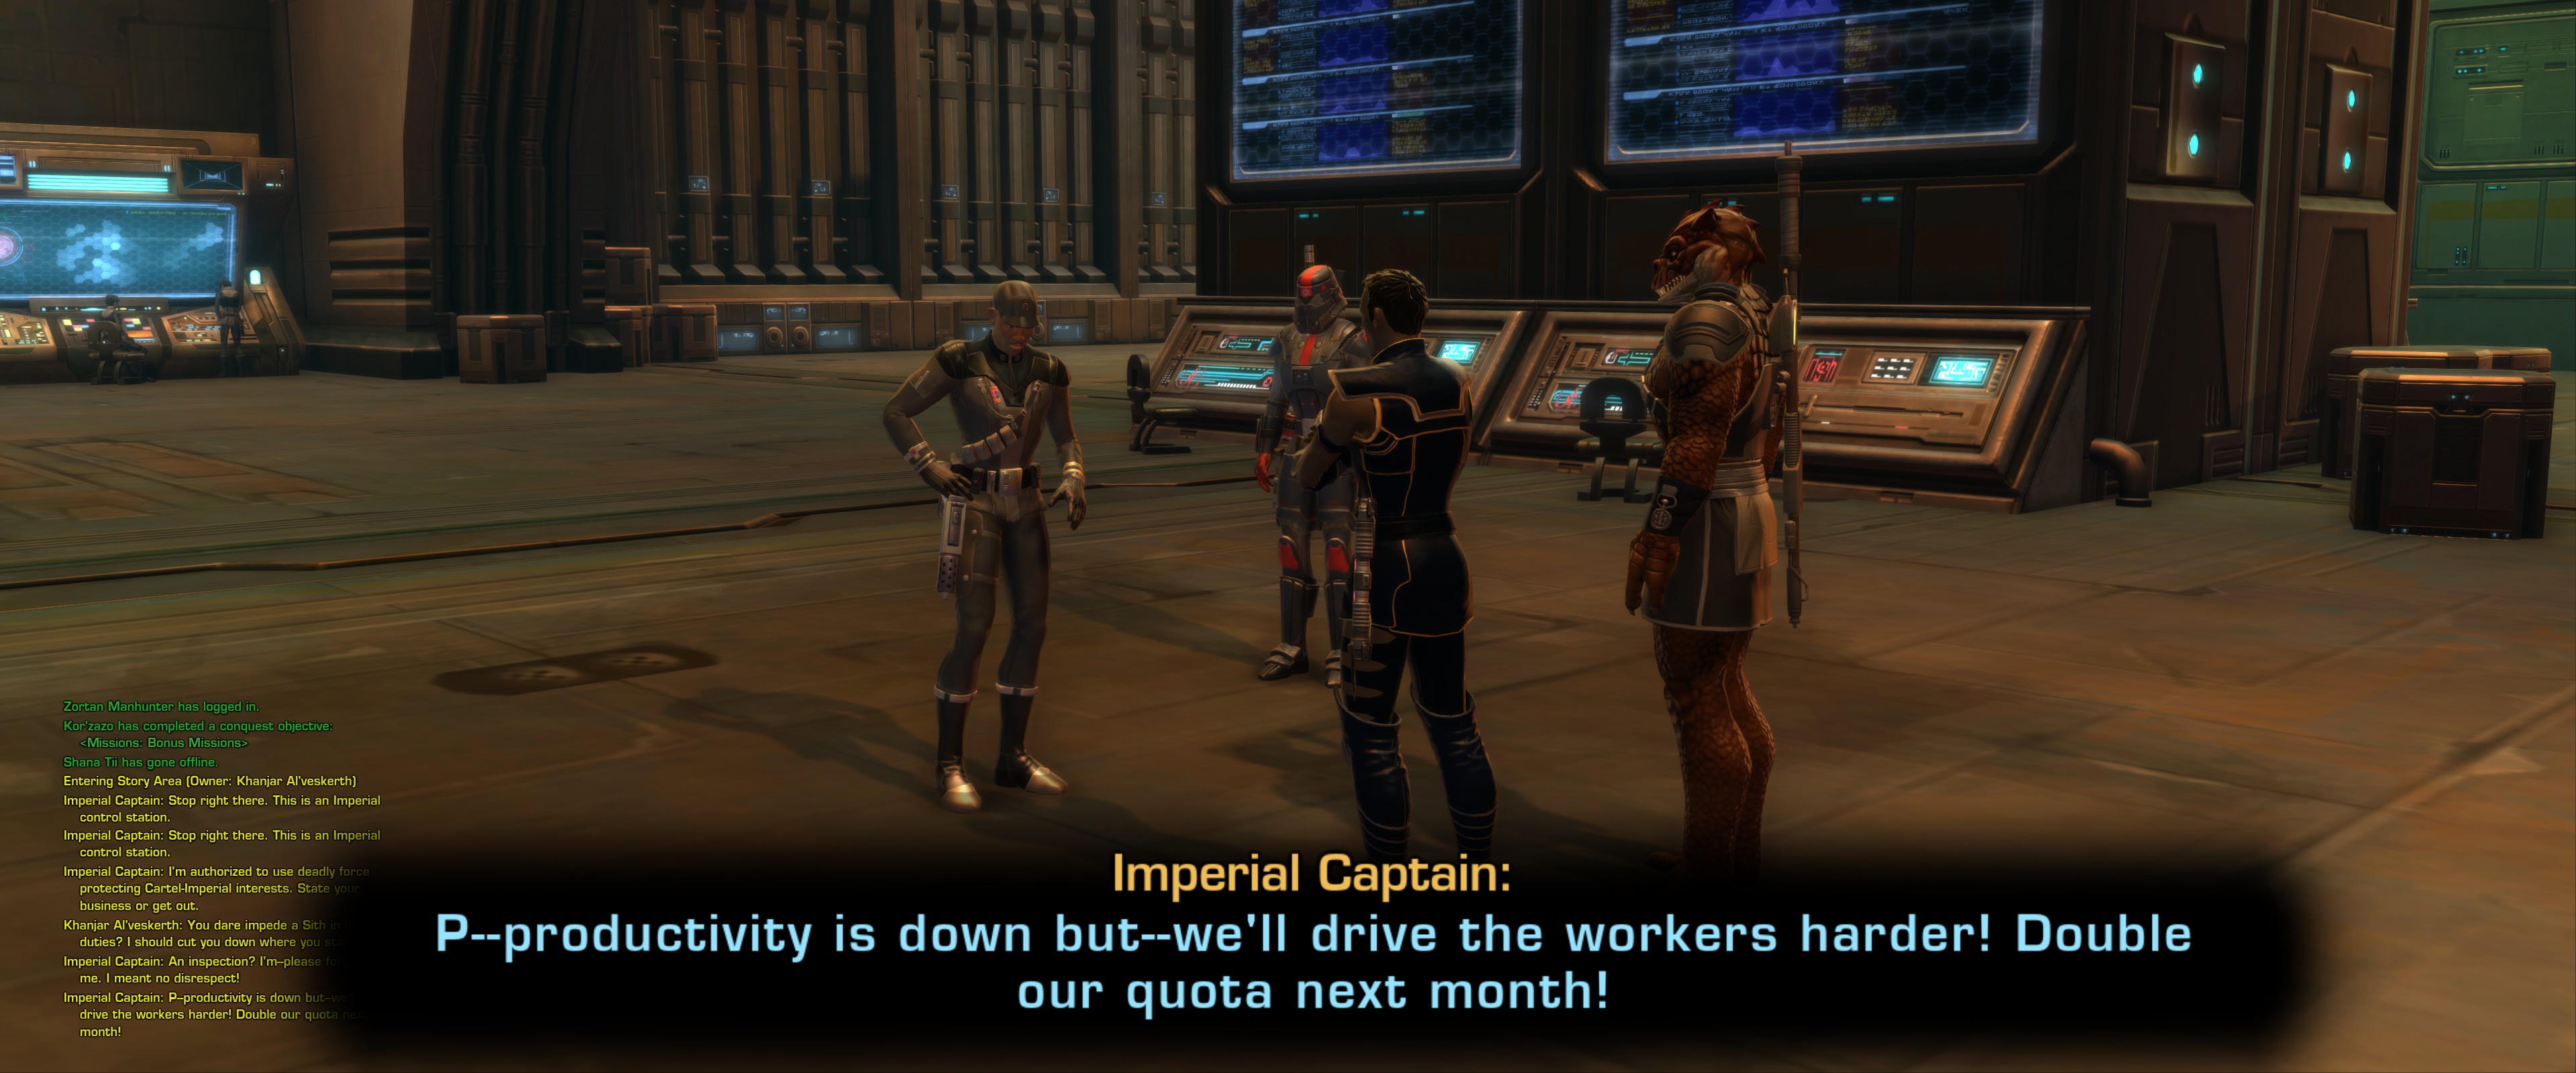 Zortan Manhunter has logged in.
Kor'zazo has completed a conquest objective:
<Missions: Bonus Missions>
Shana Tii has gone offline.
Entering Story Area (Owner: Khanjar Al'veskerth)
Imperial Captain: Stop right there. This is an Imperial
control station.
Imperial Captain: Stop right there. This is an Imperial
control station.
Imperial Captain: I'm authorized to use deadly force
protecting Cartel-Imperial interests. State your
business or get out.
Khanjar Al'veskerth: You dare impede a Sith in
duties? I should cut you down where you
Imperial Captain: An inspection? I'm--please
me. I meant no disrespect!
Imperial Captain: P--productivity is down but--
drive the workers harder! Double our quota
month!
Imperial Captain:
P--productivity is down but--we'll drive the workers harder! Double
our quota next month!